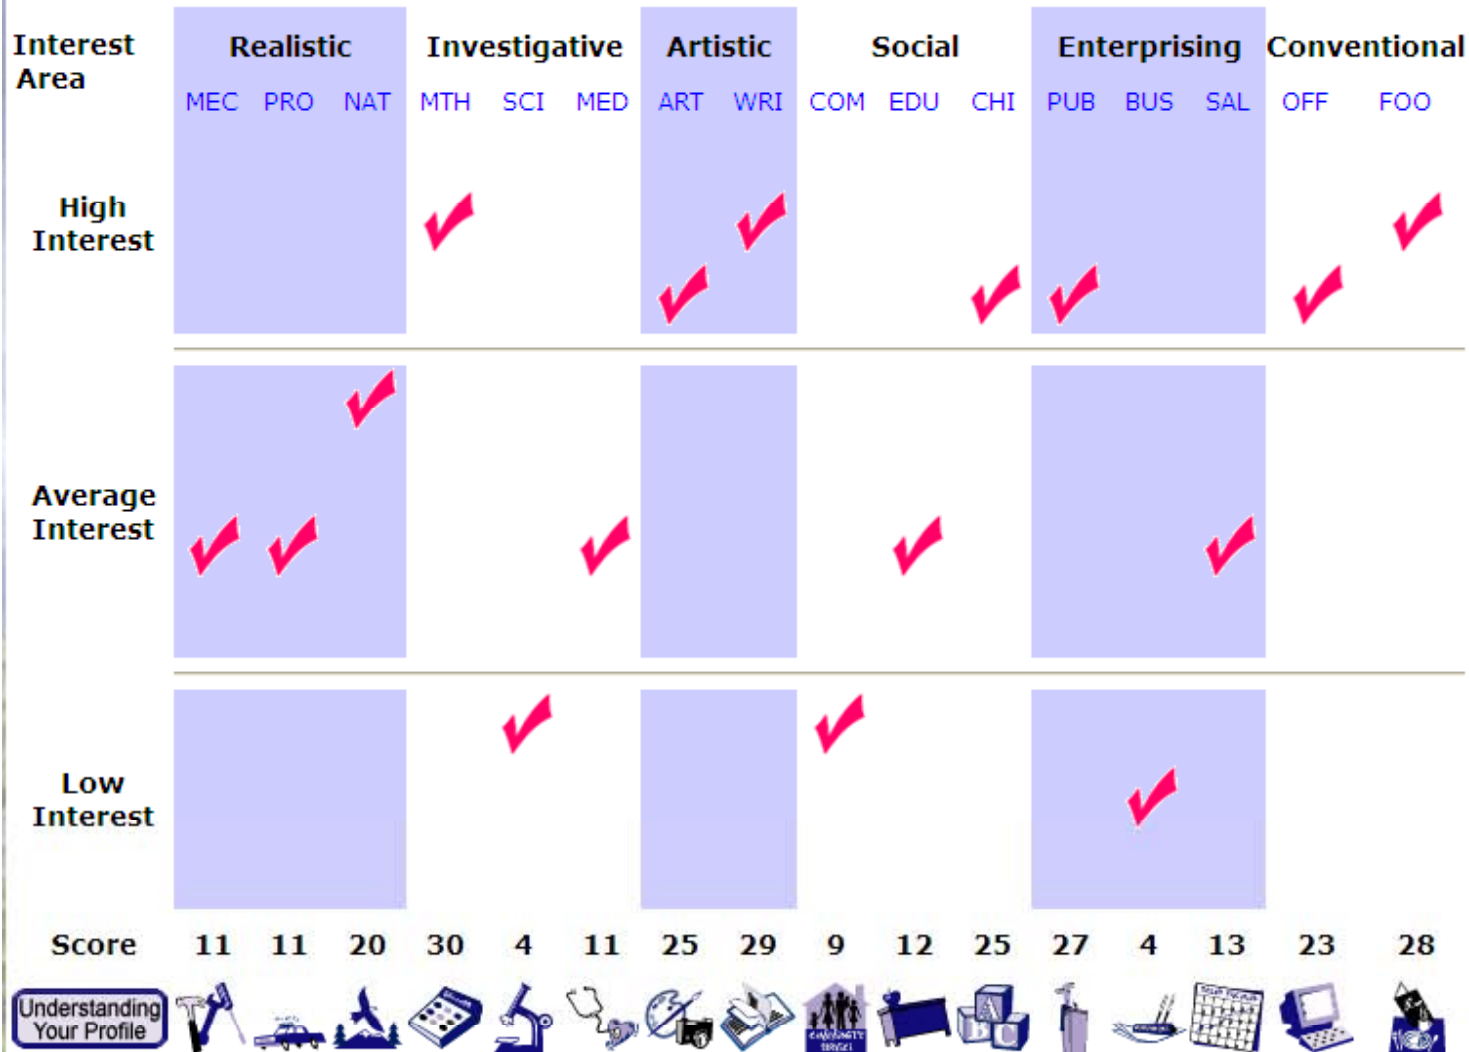 Interest Area
Realistic Investigative Artistic Social Enterprising Conventional
MEC PRO NAT MTH SCI MED ART WRI COM EDU CHI PUB BUS SAL OFF FOO
High
Interest
Average
Interest
Low
Interest
Score 11 11 20 30 4 11 25 29 9 12 25 27 4 13 23 28
Understanding
Your Profile
A
B C